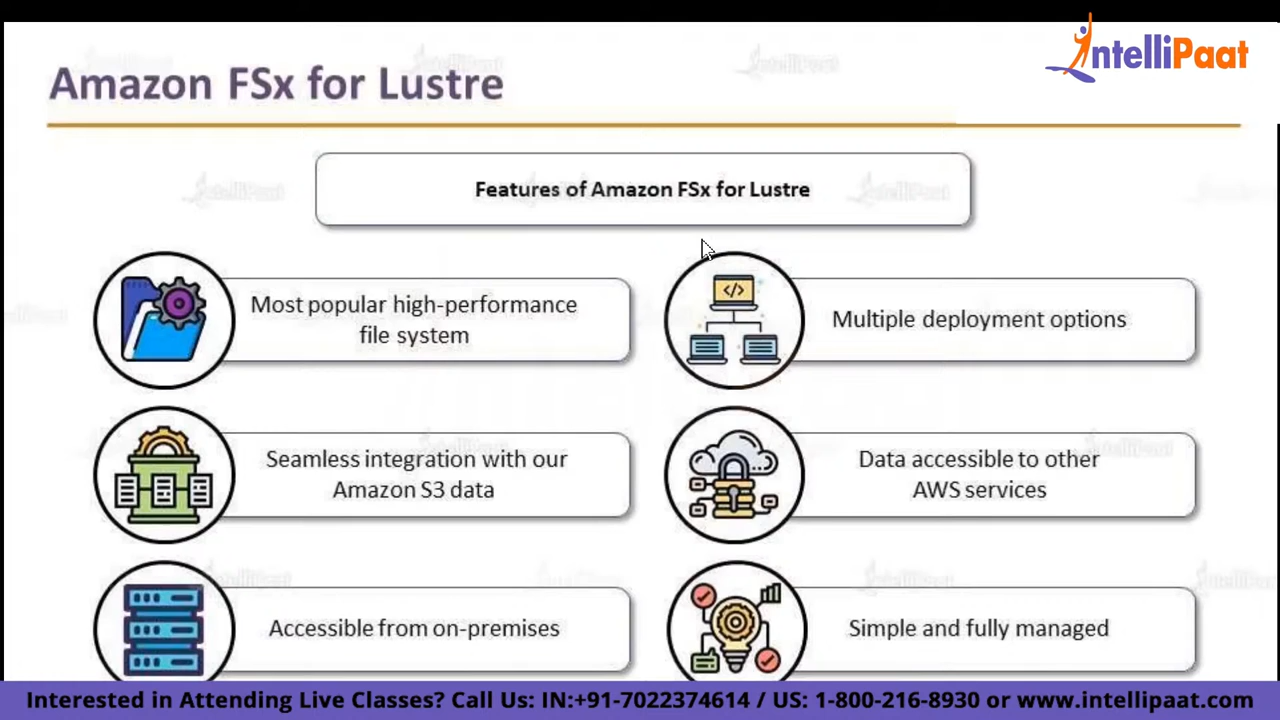 IntelliPaat
Amazon FSx for Lustre
Features of Amazon FSx for Lustre
Most popular high-performance
file system
Multiple deployment options
Seamless integration with our
Amazon S3 data
Data accessible to other
AWS services
Accessible from on-premises
Simple and fully managed
Interested in Attending Live Classes? Call Us: IN:+91-7022374614 / US: 1-800-216-8930 or www.intellipaat.com